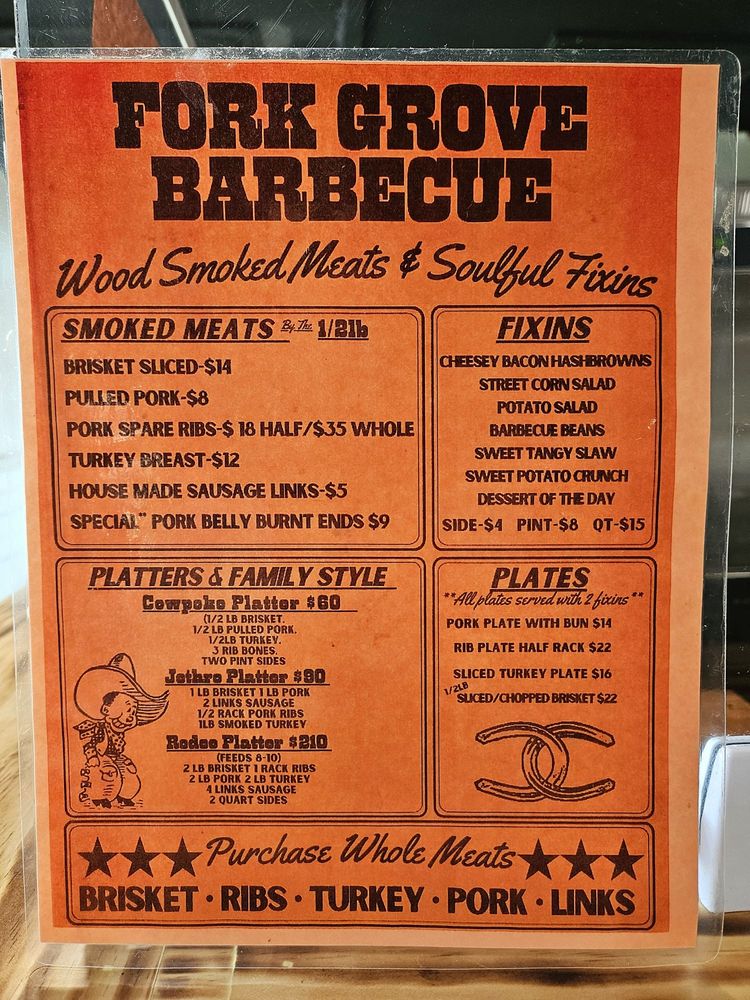 FORK GROVE
BARBECUE
Wood Smoked Meats & Soulful Fixins
SMOKED MEATS By The 1/2lb
BRISKET SLICED-$14
PULLED PORK-$8
PORK SPARE RIBS-$ 18 HALF/$35 WHOLE
TURKEY BREAST-$12
HOUSE MADE SAUSAGE LINKS-$5
SPECIAL** PORK BELLY BURNT ENDS $9
FIXINS
CHEESEY BACON HASHBROWNS
STREET CORN SALAD
POTATO SALAD
BARBECUE BEANS
SWEET TANGY SLAW
SWEET POTATO CRUNCH
DESSERT OF THE DAY
SIDE-$4 PINT-$8 QT-$15
PLATTERS & FAMILY STYLE
Cowpoke Platter $60
(1/2 LB BRISKET.
1/2 LB PULLED PORK.
1/2LB TURKEY.
3 RIB BONES.
TWO PINT SIDES
Jethro Platter $90
1 LB BRISKET 1 LB PORK
2 LINKS SAUSAGE
1/2 RACK PORK RIBS
1LB SMOKED TURKEY
Rodeo Platter $210
(FEEDS 8-10)
2 LB BRISKET 1 RACK RIBS
2 LB PORK 2 LB TURKEY
4 LINKS SAUSAGE
2 QUART SIDES
PLATES
**All plates served with 2 fixins**
PORK PLATE WITH BUN $14
RIB PLATE HALF RACK $22
SLICED TURKEY PLATE $16
1/2LB SLICED/CHOPPED BRISKET $22
Purchase Whole Meats
BRISKET · RIBS · TURKEY · PORK · LINKS